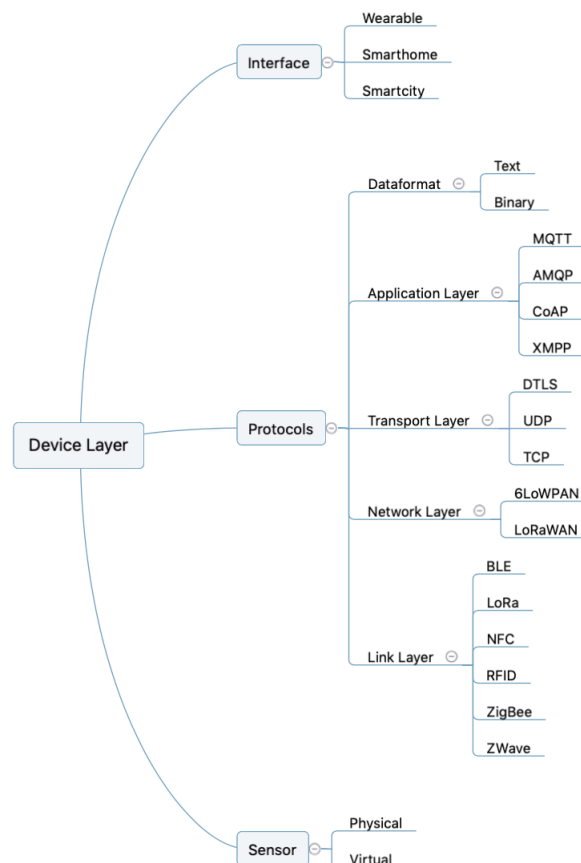 Wearable
Interface
Smarthome
Smartcity
Text
Dataformat
Binary
MQTT
AMQP
Application Layer
CoAP
XMPP
DTLS
Device Layer
Protocols
Transport Layer
UDP
TCP
6LoWPAN
Network Layer
LoRaWAN
BLE
LoRa
NFC
Link Layer
RFID
ZigBee
ZWave
Physical
Sensor
Virtual